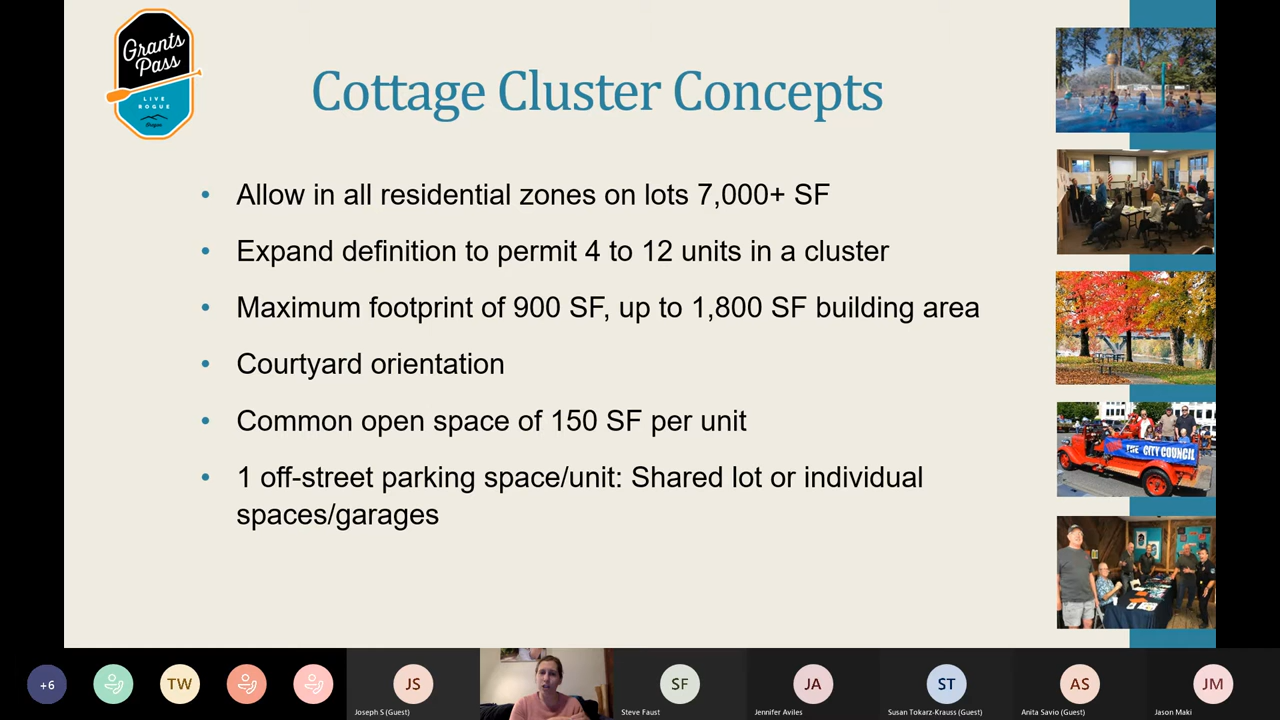 Grants
Pass
LIVE
ROGUE
Oregon
Cottage Cluster Concepts
• Allow in all residential zones on lots 7,000+ SF
• Expand definition to permit 4 to 12 units in a cluster
• Maximum footprint of 900 SF, up to 1,800 SF building area
• Courtyard orientation
• Common open space of 150 SF per unit
• 1 off-street parking space/unit: Shared lot or individual
spaces/garages
THE CITY COUNCIL
+6
TW
JS
Joseph S (Guest)
SF
Steve Faust
JA
Jennifer Aviles
ST
Susan Tokarz-Krauss (Guest)
AS
Anita Savio (Guest)
JM
Jason Maki